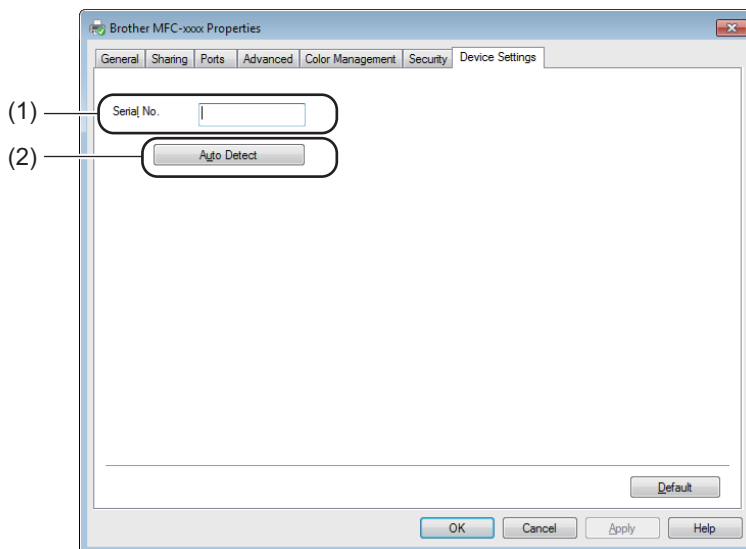 Brother MFC-xxxx Properties
General Sharing Ports Advanced Color Management Security Device Settings
(1) Serial No.
(2) Auto Detect
Default
OK Cancel Apply Help